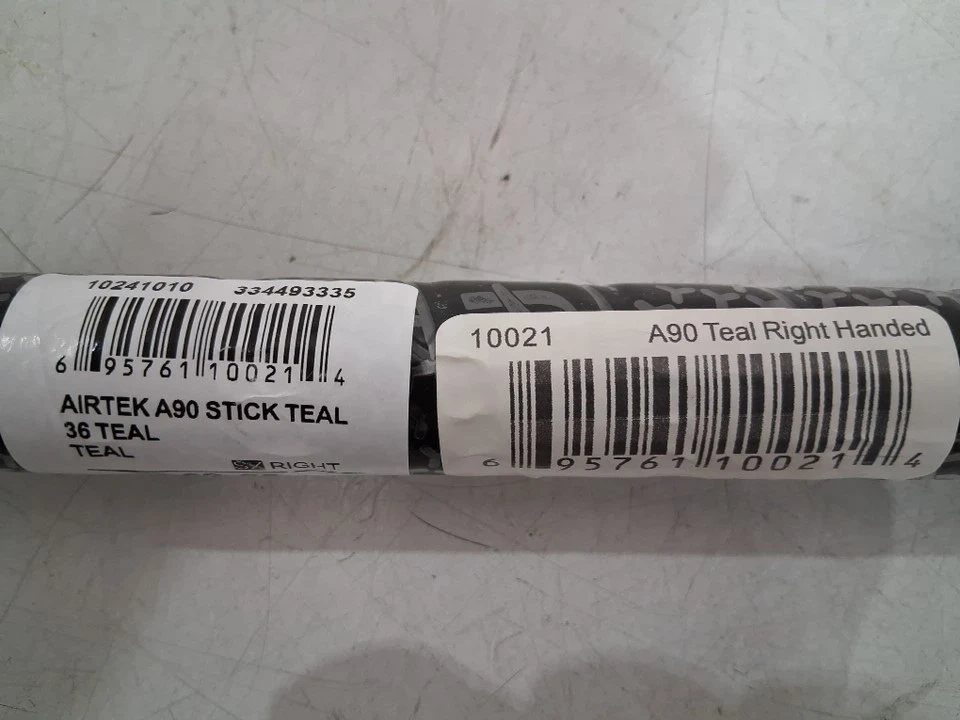 10241010 334493335
6 95761 10021 4
AIRTEK A90 STICK TEAL
36 TEAL
TEAL
RIGHT
10021 A90 Teal Right Handed
6 95761 10021 4